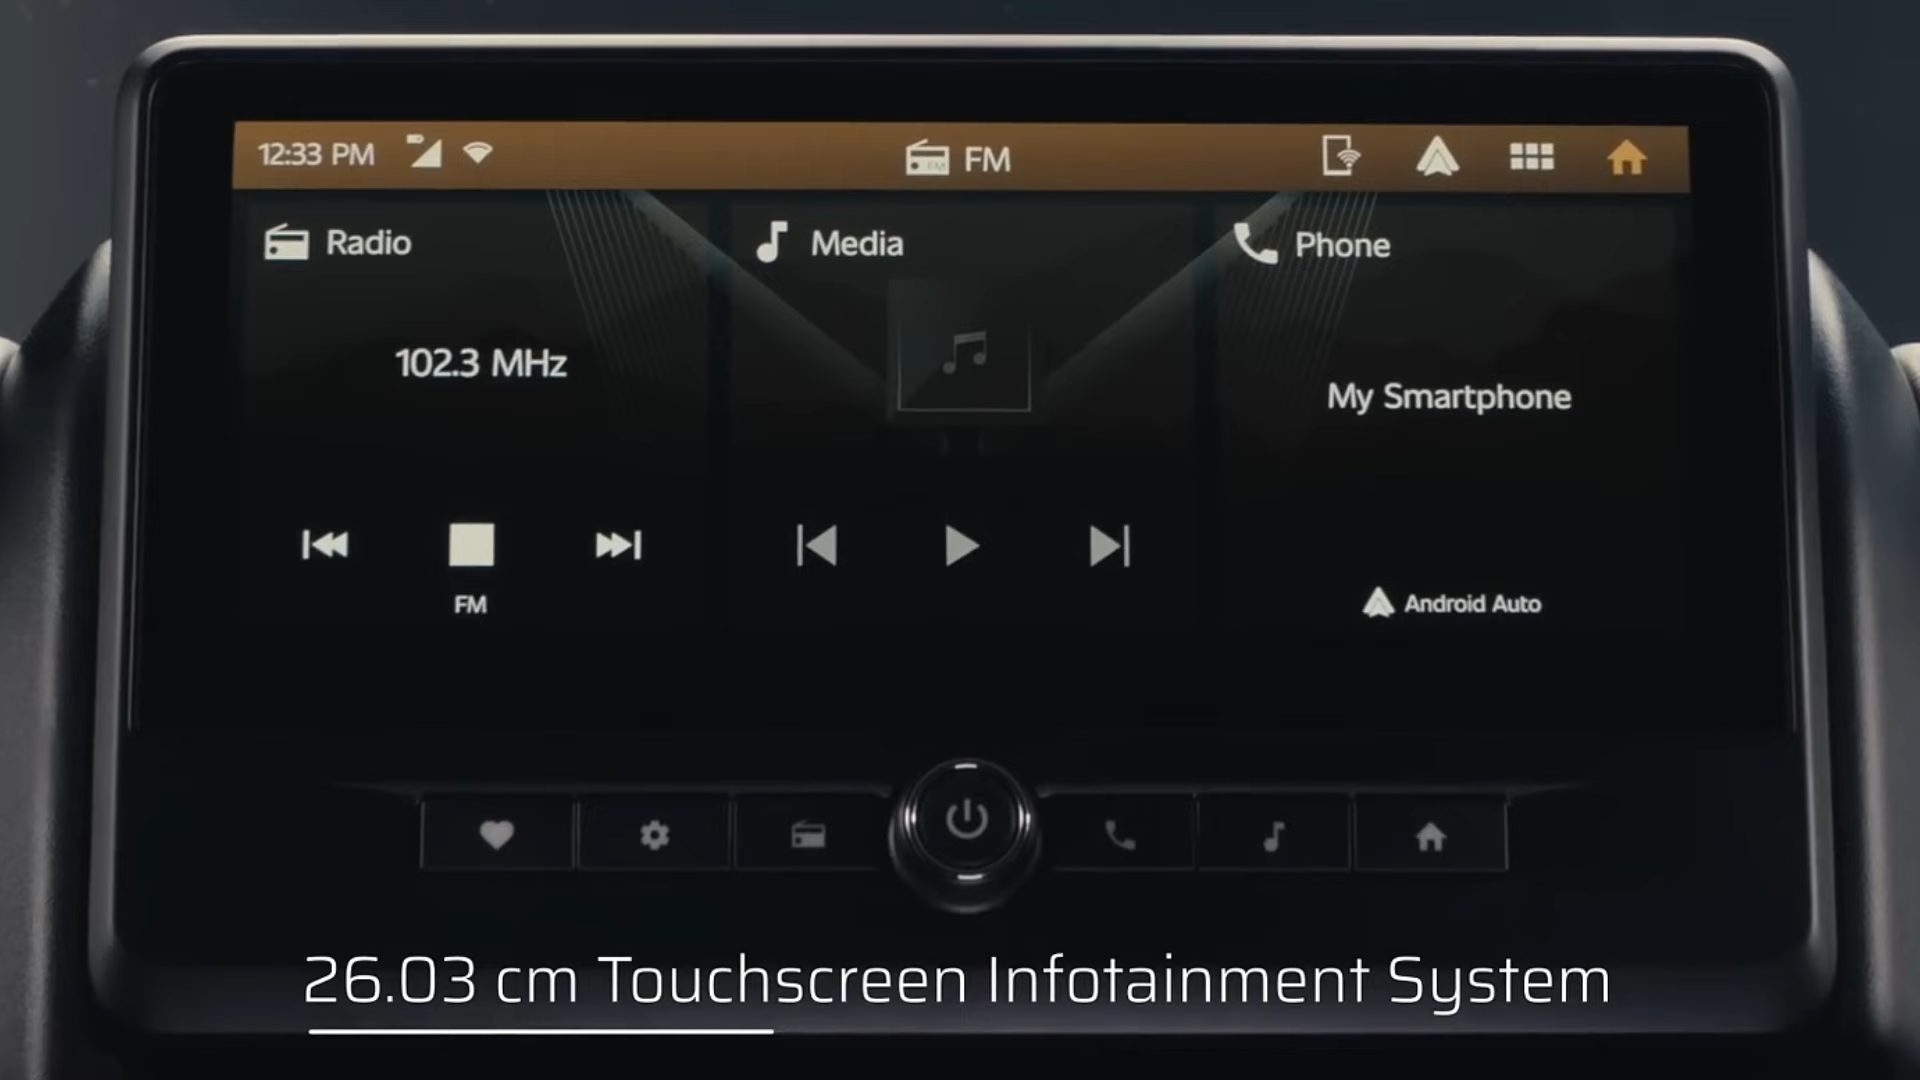 12:33 PM
FM
Radio
Media
Phone
102.3 MHz
My Smartphone
FM
Android Auto
26.03 cm Touchscreen Infotainment System